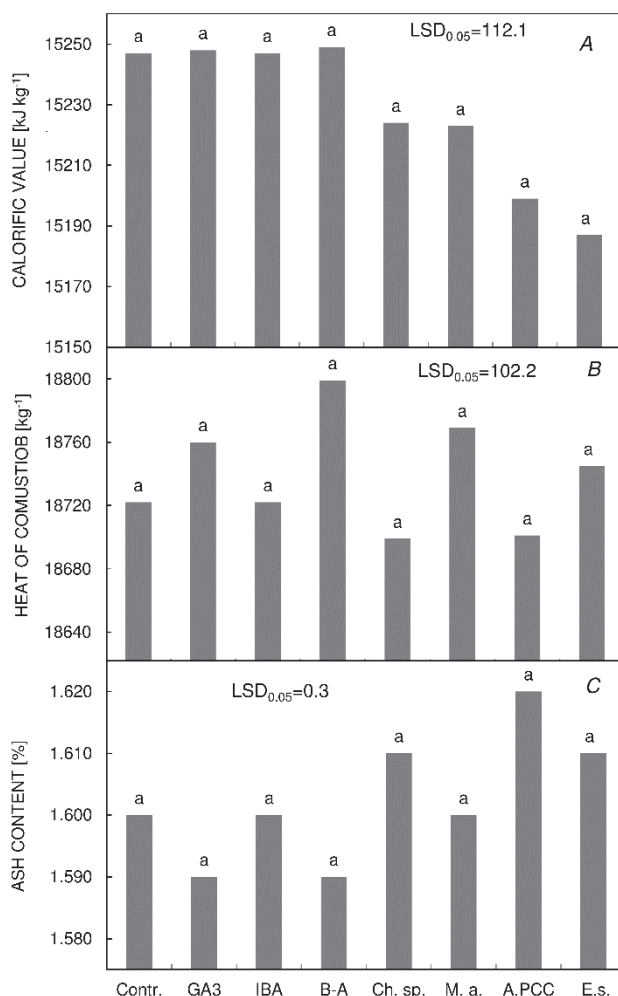 LSD0.05=112.1
A
CALORIFIC VALUE [kJ kg-1]
15250
15230
15210
15190
15170
15150
a a a a a a a a
LSD0.05=102.2
B
HEAT OF COMUSTIOB [kg-1]
18800
18760
18720
18680
18640
a a a a a a a a
LSD0.05=0.3
C
ASH CONTENT [%]
1.620
1.610
1.600
1.590
1.580
a a a a a a a a
Contr. GA3 IBA B-A Ch. sp. M. a. A.PCC E.s.